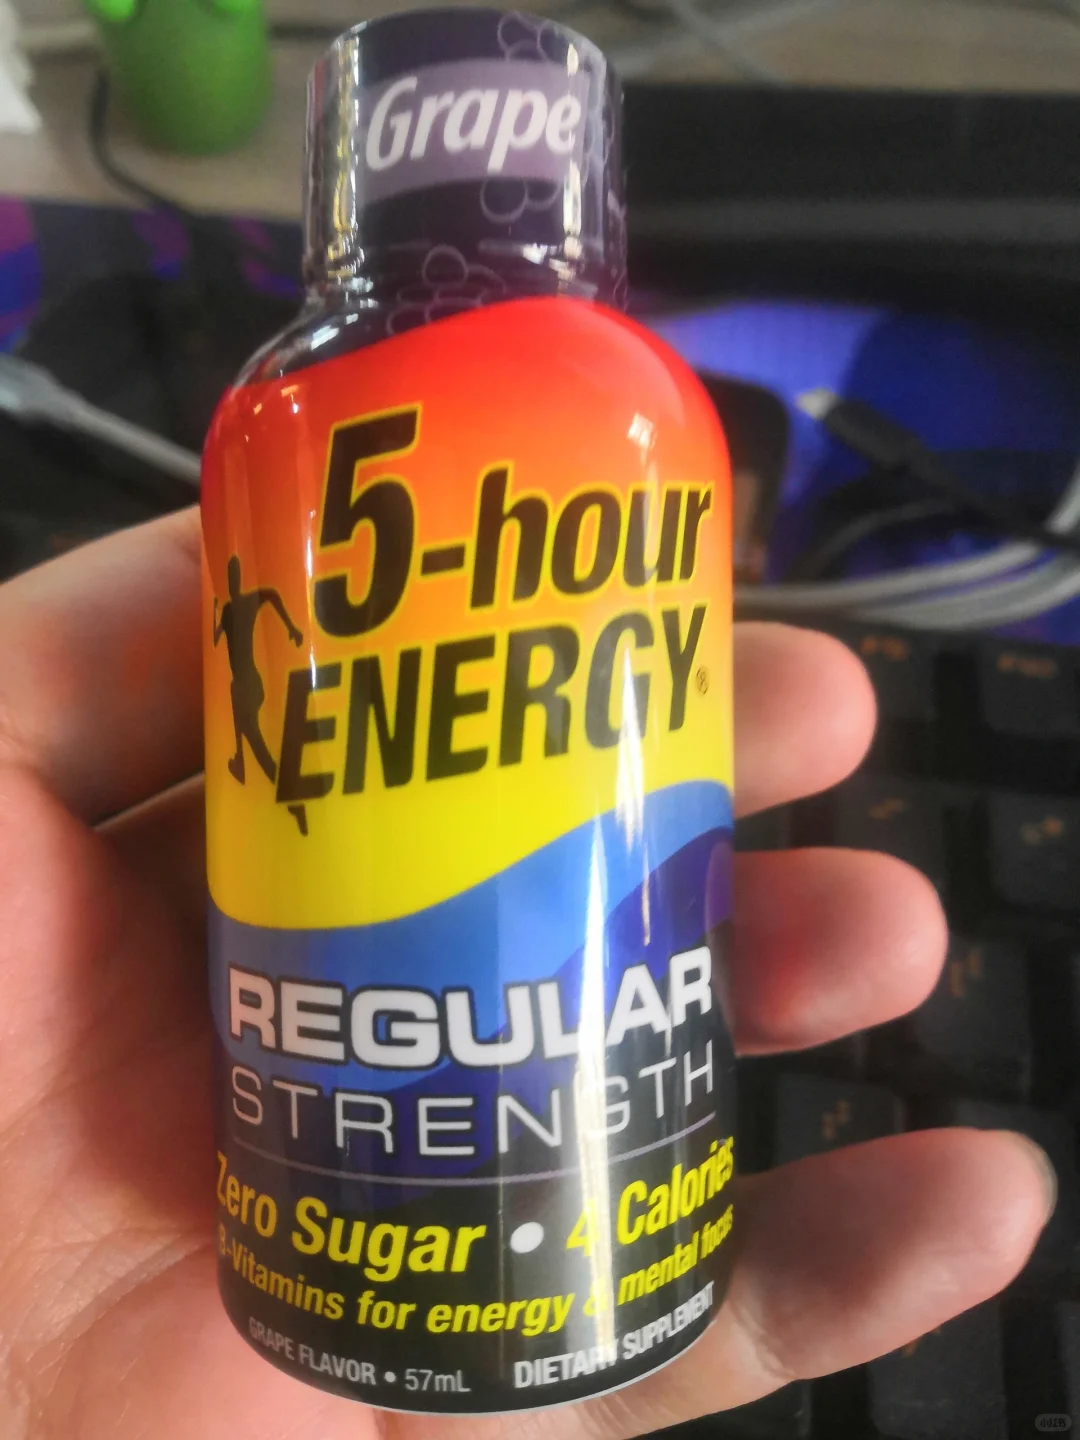 Grape
5-hour
ENERGY®
REGULAR
STRENGTH
Zero Sugar • 4 Calories
B-Vitamins for energy & mental focus
GRAPE FLAVOR • 57mL DIETARY SUPPLEMENT